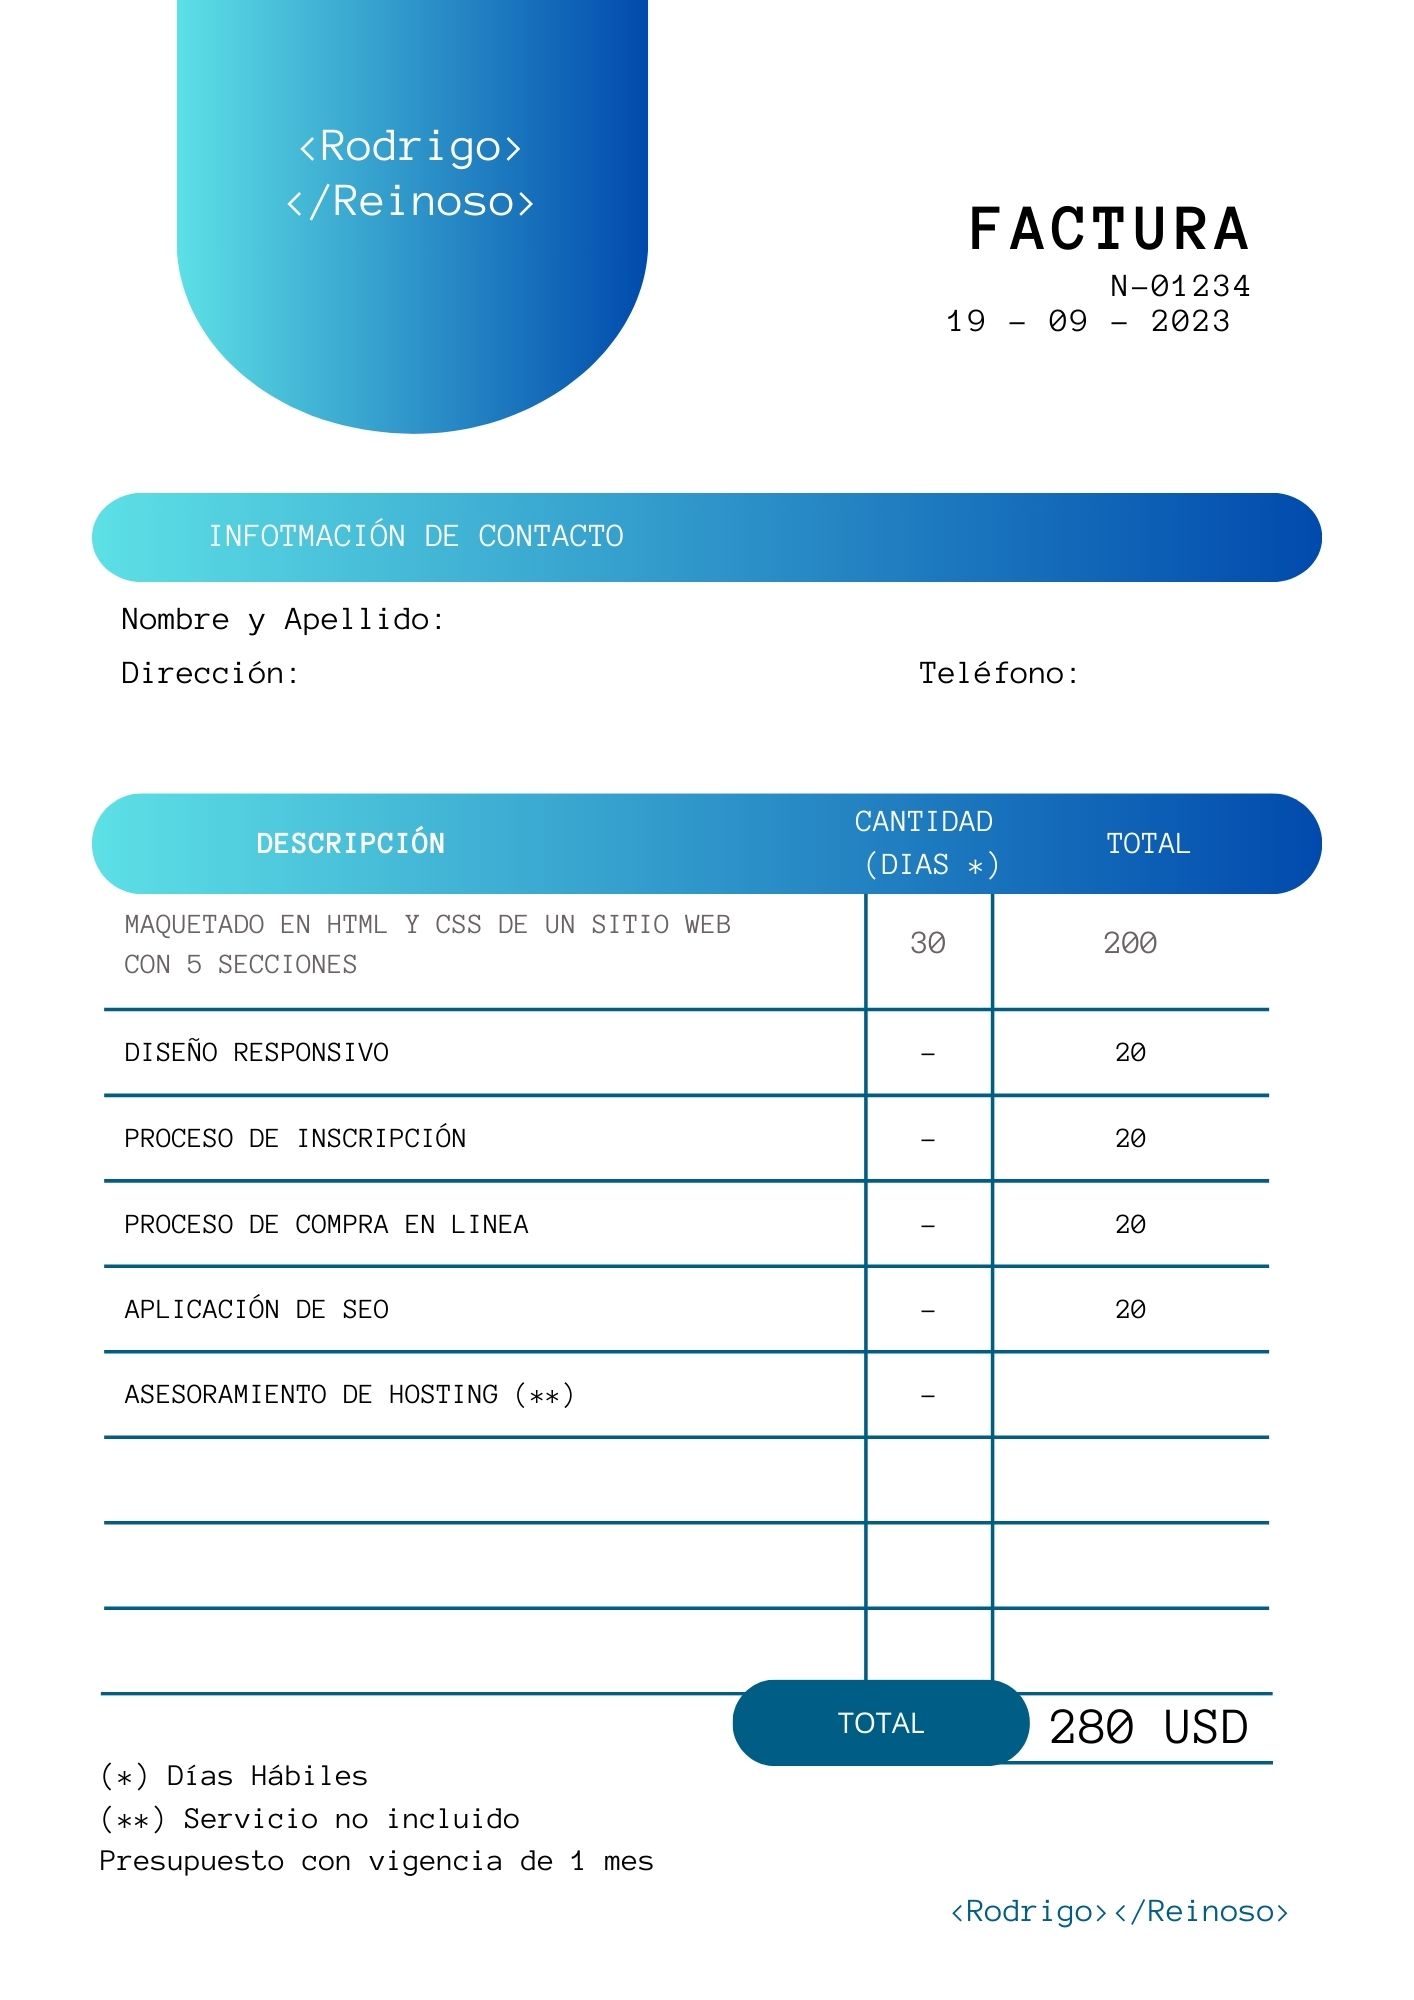 <Rodrigo>
</Reinoso>
FACTURA
N-01234
19 - 09 - 2023
INFOTMACIÓN DE CONTACTO
Nombre y Apellido:
Dirección: Teléfono:
DESCRIPCIÓN CANTIDAD (DIAS *) TOTAL
MAQUETADO EN HTML Y CSS DE UN SITIO WEB
CON 5 SECCIONES 30 200
DISEÑO RESPONSIVO - 20
PROCESO DE INSCRIPCIÓN - 20
PROCESO DE COMPRA EN LINEA - 20
APLICACIÓN DE SEO - 20
ASESORAMIENTO DE HOSTING (**) -
TOTAL 280 USD
(*) Días Hábiles
(**) Servicio no incluido
Presupuesto con vigencia de 1 mes
<Rodrigo></Reinoso>